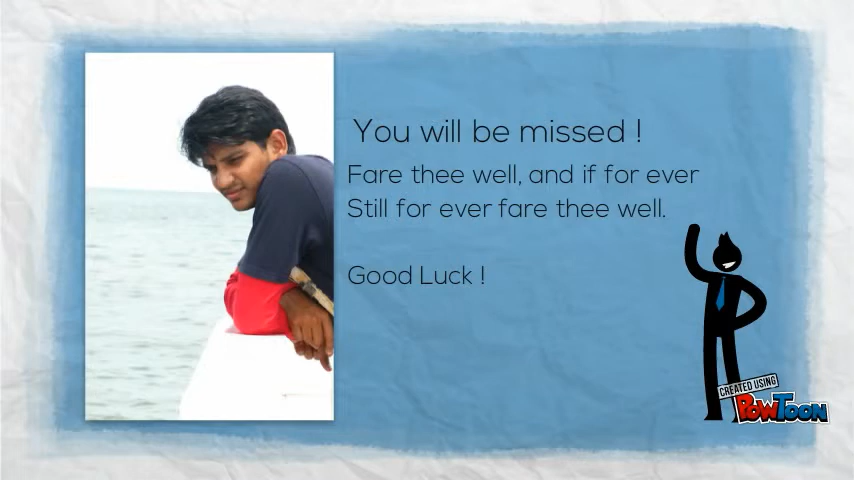 You will be missed !
Fare thee well, and if for ever
Still for ever fare thee well.
Good Luck !
CREATED USING
POWTOON